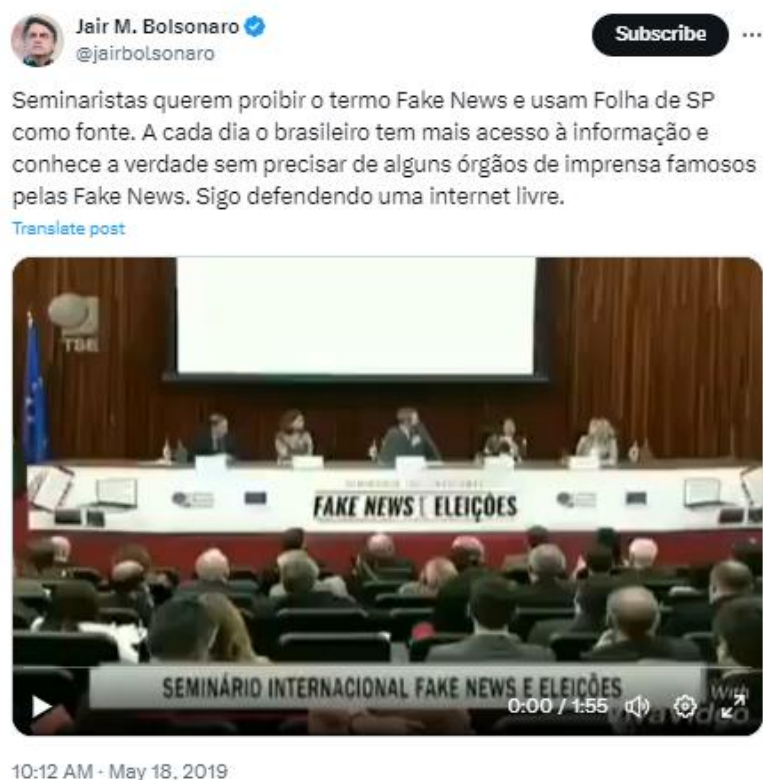 Jair M. Bolsonaro
@jairbolsonaro
Subscribe
Seminaristas querem proibir o termo Fake News e usam Folha de SP
como fonte. A cada dia o brasileiro tem mais acesso à informação e
conhece a verdade sem precisar de alguns órgãos de imprensa famosos
pelas Fake News. Sigo defendendo uma internet livre.
Translate post
TSE
FAKE NEWS E ELEIÇÕES
SEMINÁRIO INTERNACIONAL FAKE NEWS E ELEIÇÕES
With
VivaVideo
0:00 / 1:55
10:12 AM · May 18, 2019